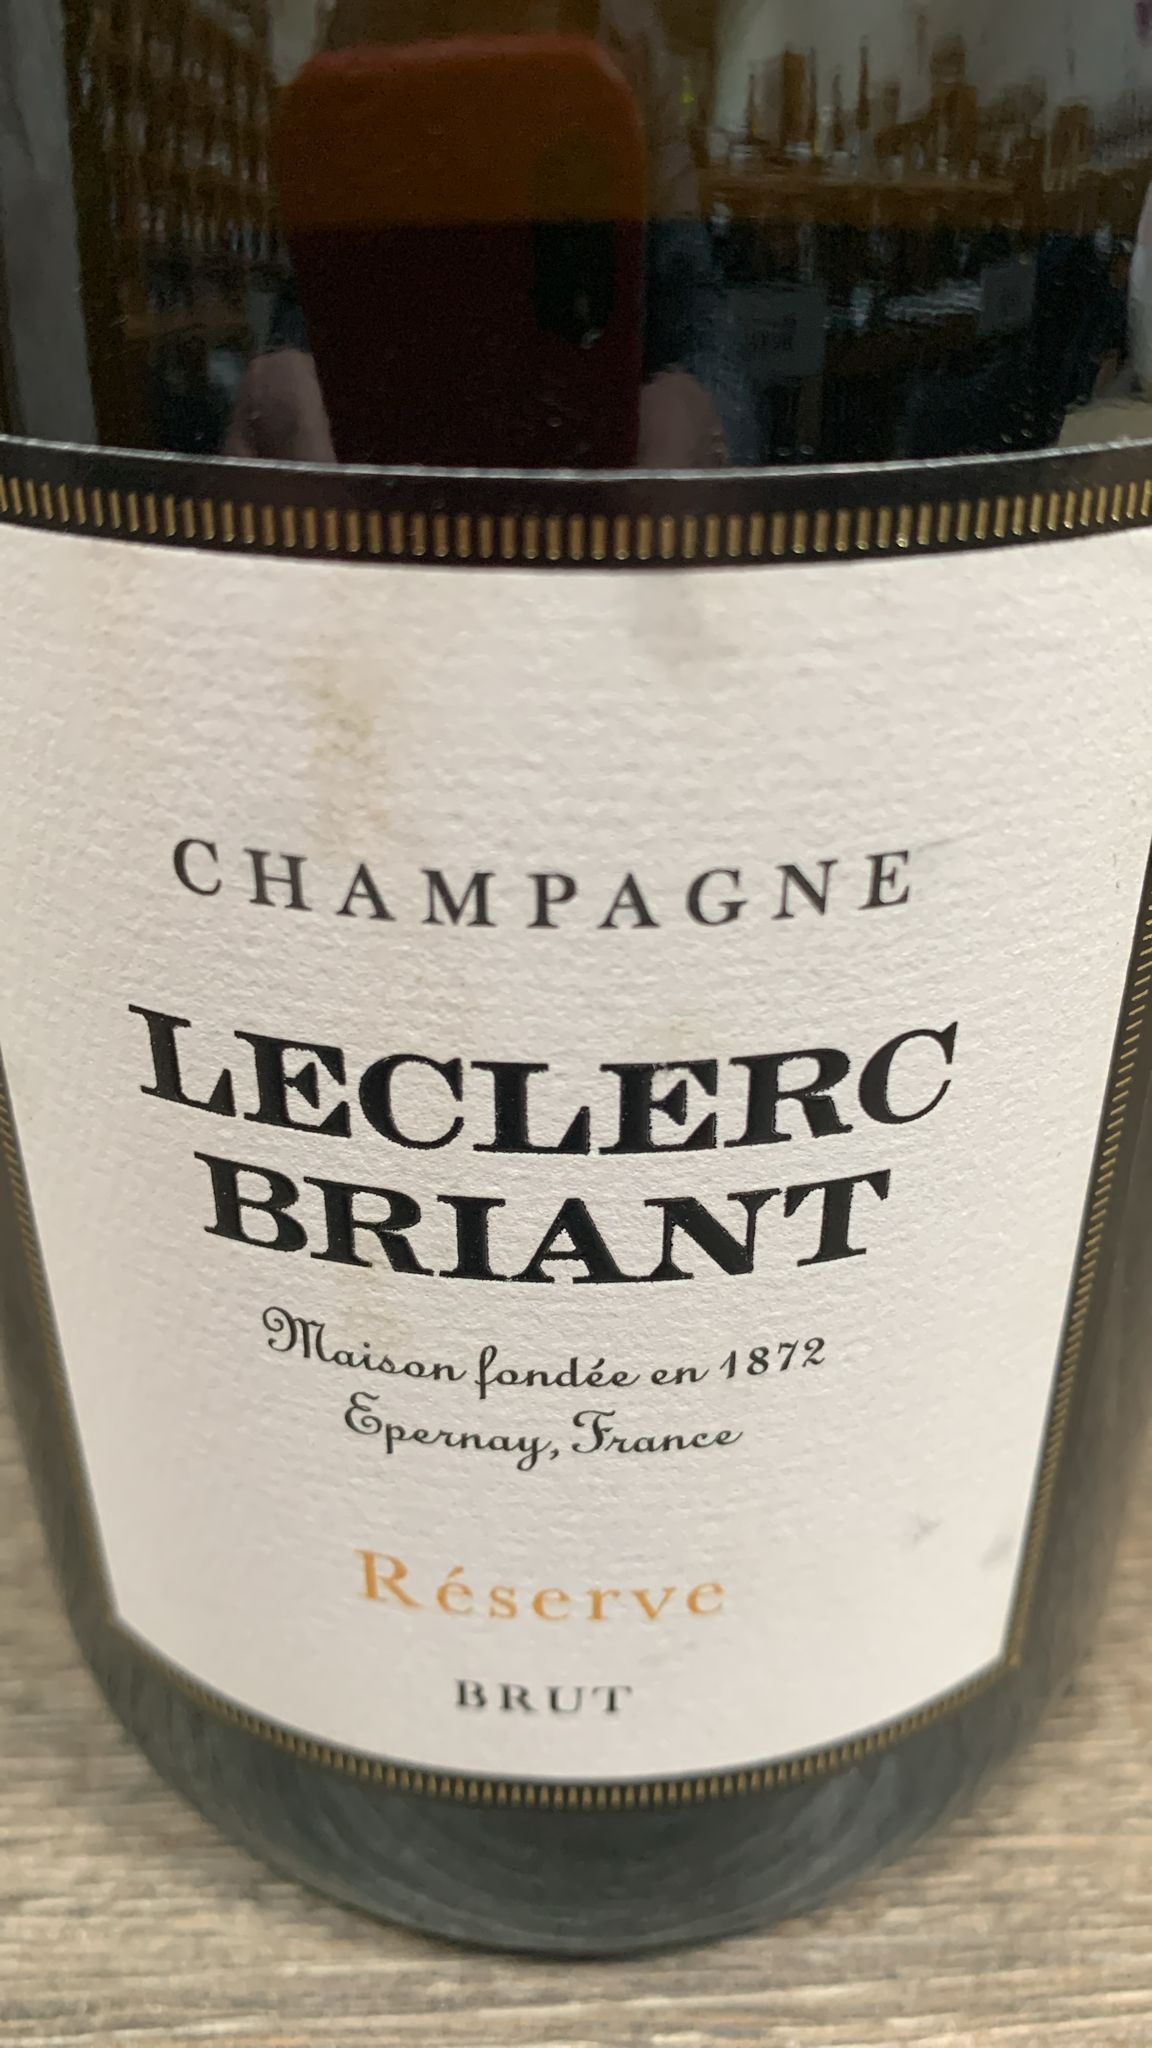 CHAMPAGNE
LECLERC
BRIANT
Maison fondée en 1872
Epernay, France
Réserve
BRUT